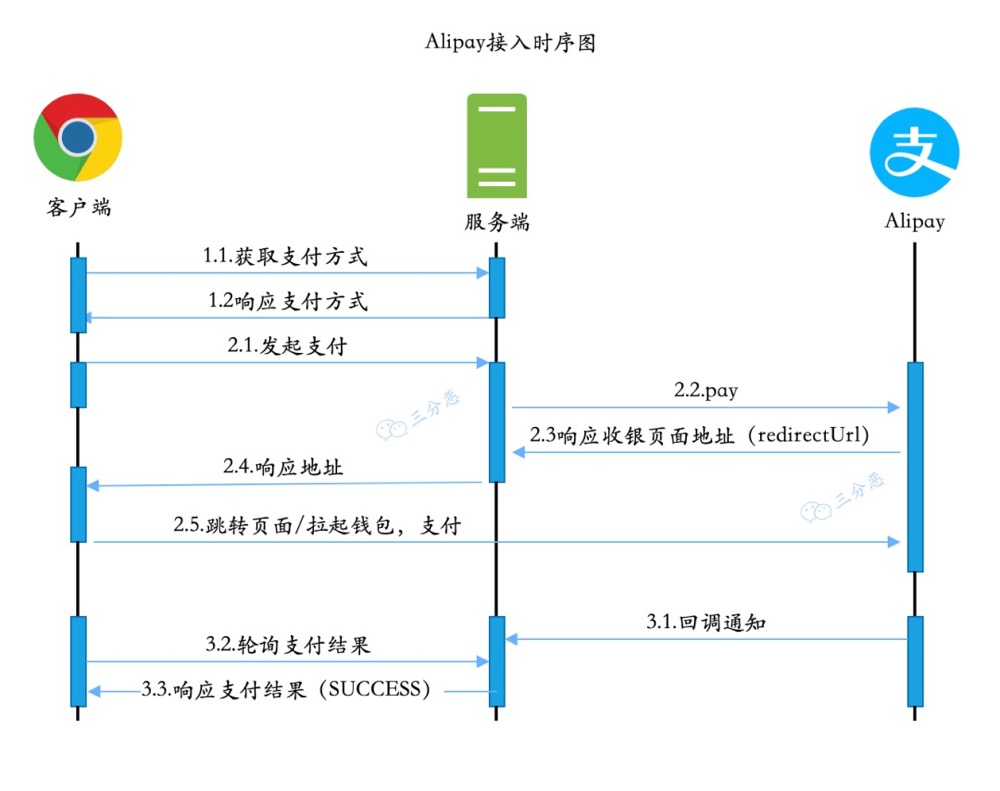 Alipay接入时序图
支
客户端
服务端
Alipay
1.1.获取支付方式
1.2响应支付方式
2.1.发起支付
2.2.pay
三分恶
2.3响应收银页面地址（redirectUrl）
2.4.响应地址
三分恶
2.5.跳转页面/拉起钱包，支付
3.1.回调通知
3.2.轮询支付结果
3.3.响应支付结果（SUCCESS）